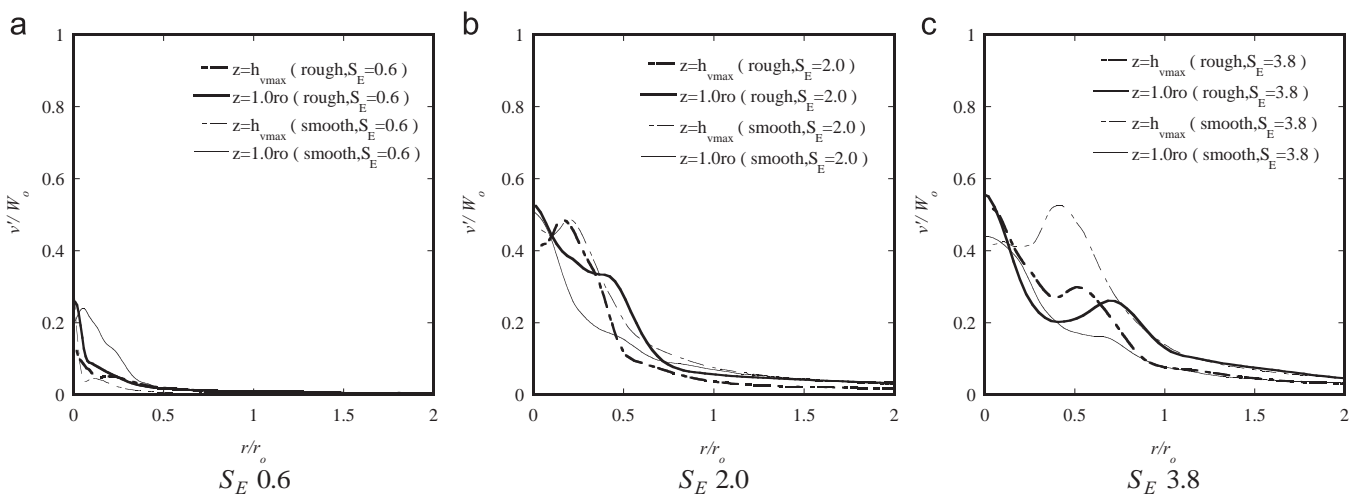 a
1
0.8
0.6
0.4
0.2
0
v'/ W_o
0
0.5
1
1.5
2
r/r_o
z=h_vmax ( rough,S_E=0.6 )
z=1.0ro ( rough,S_E=0.6 )
z=h_vmax ( smooth,S_E=0.6 )
z=1.0ro ( smooth,S_E=0.6 )
S_E 0.6
b
1
0.8
0.6
0.4
0.2
0
v'/ W_o
0
0.5
1
1.5
2
r/r_o
z=h_vmax ( rough,S_E=2.0 )
z=1.0ro ( rough,S_E=2.0 )
z=h_vmax ( smooth,S_E=2.0 )
z=1.0ro ( smooth,S_E=2.0 )
S_E 2.0
c
1
0.8
0.6
0.4
0.2
0
v'/ W_o
0
0.5
1
1.5
2
r/r_o
z=h_vmax ( rough,S_E=3.8 )
z=1.0ro ( rough,S_E=3.8 )
z=h_vmax ( smooth,S_E=3.8 )
z=1.0ro ( smooth,S_E=3.8 )
S_E 3.8